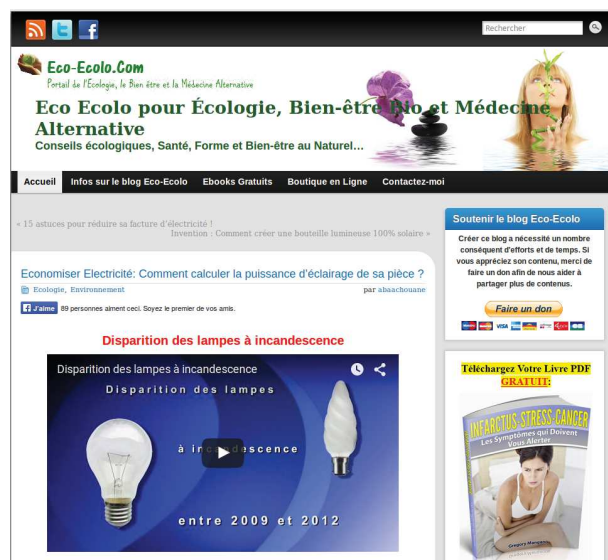 Rechercher
Eco-Ecolo.Com
Portail de l'Ecologie, le Bien être et la Médecine Alternative
Eco Ecolo pour Écologie, Bien-être Bio et Médecine
Alternative
Conseils écologiques, Santé, Forme et Bien-être au Naturel…
Accueil Infos sur le blog Eco-Ecolo Ebooks Gratuits Boutique en Ligne Contactez-moi
« 15 astuces pour réduire sa facture d'électricité !
Invention : Comment créer une bouteille lumineuse 100% solaire »
Economiser Electricité: Comment calculer la puissance d'éclairage de sa pièce ?
Ecologie, Environnement
par abaachouane
J'aime 89 personnes aiment ceci. Soyez le premier de vos amis.
Disparition des lampes à incandescence
Disparition des lampes à incandescence
Disparition des lampes
à incandescence
entre 2009 et 2012
Soutenir le blog Eco-Ecolo
Créer ce blog a nécessité un nombre
conséquent d'efforts et de temps. Si
vous appréciez son contenu, merci de
faire un don afin de nous aider à
partager plus de contenus.
Faire un don
VISA
Téléchargez Votre Livre PDF
GRATUIT:
INFARCTUS-STRESS-CANCER
Les Symptômes qui Doivent
Vous Alerter